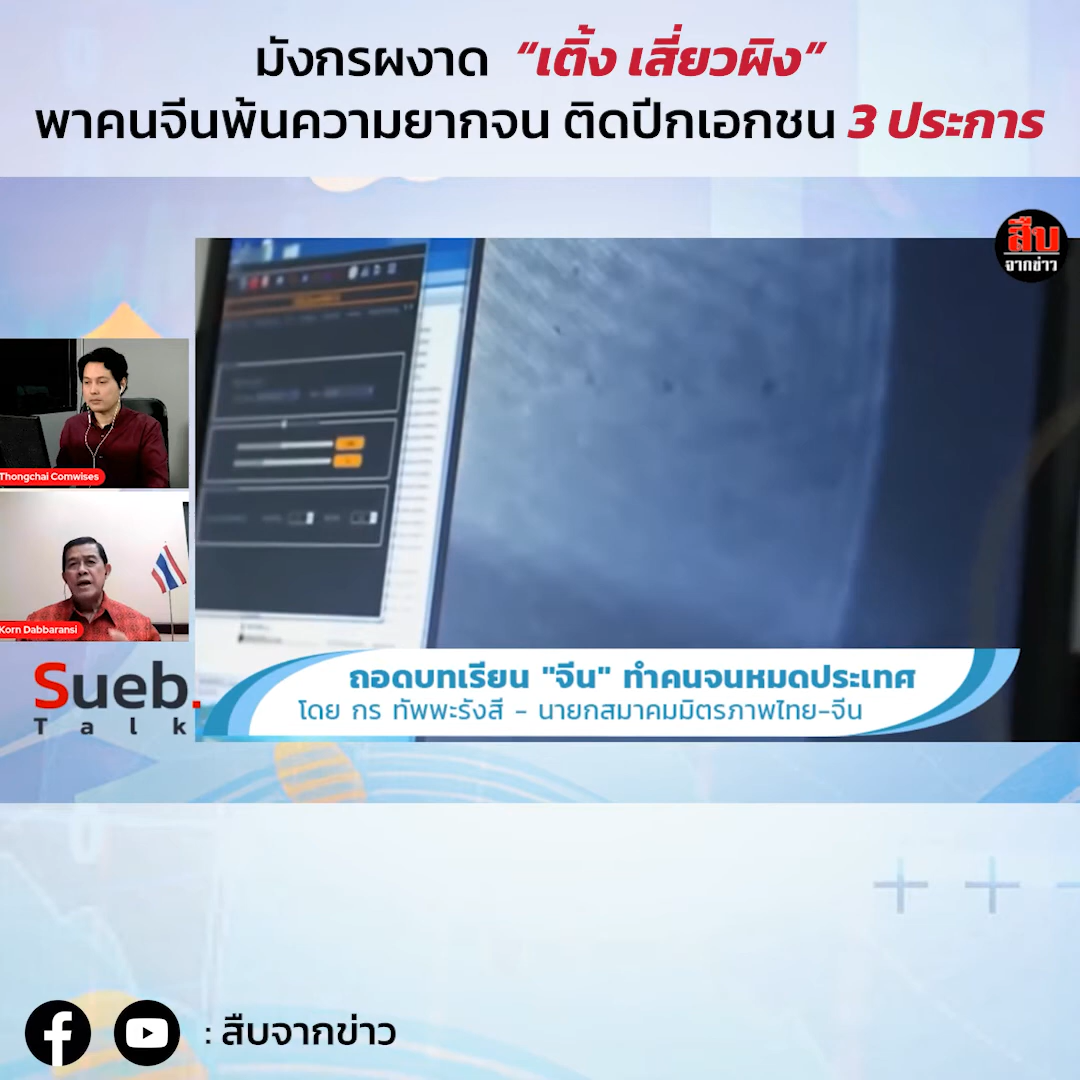 มังกรผงาด “เติ้ง เสี่ยวผิง”
พาคนจีนพ้นความยากจน ติดปีกเอกชน 3 ประการ
สืบ
จากข่าว
Thongchai Comwises
Korn Dabbaransi
Sueb.
Talk
ถอดบทเรียน "จีน" ทำคนจนหมดประเทศ
โดย กร ทัพพะรังสี - นายกสมาคมมิตรภาพไทย-จีน
: สืบจากข่าว